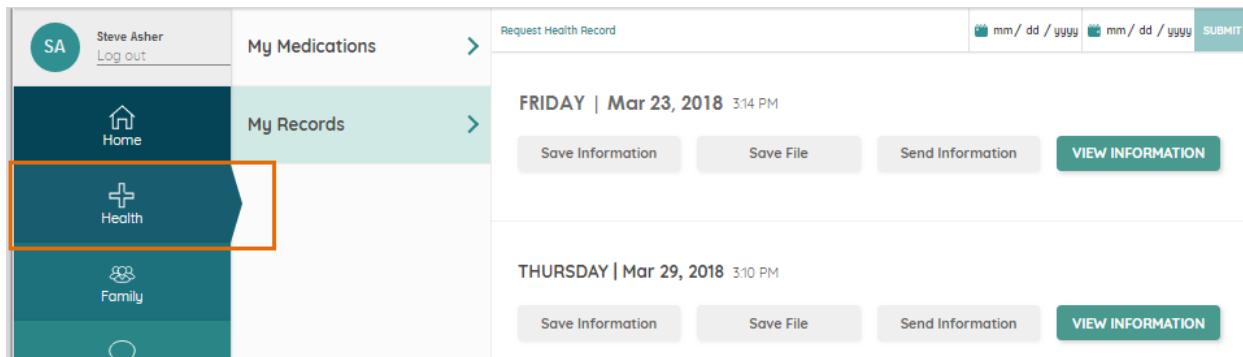 SA
Steve Asher
Log out
Home
Health
Family
My Medications
My Records
Request Health Record
mm/ dd / yyyy mm/ dd / yyyy SUBMIT
FRIDAY | Mar 23, 2018 3:14 PM
Save Information Save File Send Information VIEW INFORMATION
THURSDAY | Mar 29, 2018 3:10 PM
Save Information Save File Send Information VIEW INFORMATION